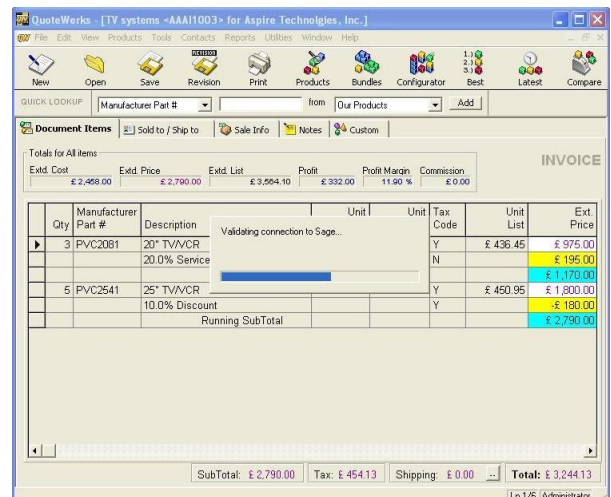 QuoteWerks - [TV systems <AAAI1003> for Aspire Technolgies, Inc.]
File Edit View Products Tools Contacts Reports Utilities Window Help
REVISION
1.)
2.)
3.)
New Open Save Revision Print Products Bundles Configurator Best Latest Compare
QUICK LOOKUP Manufacturer Part # from Our Products Add
Document Items Sold to / Ship to Sale Info Notes Custom
Totals for All items
INVOICE
Extd. Cost Extd. Price Extd. List Profit Profit Margin Commission
£ 2,458.00 £ 2,790.00 £ 3,564.10 £ 332.00 11.90 % £ 0.00
Manufacturer Unit Unit Tax Unit Ext.
Qty Part # Description Code List Price
Validating connection to Sage...
3 PVC2081 20" TV/VCR Y £ 436.45 £ 975.00
20.0% Service N £ 195.00
£ 1,170.00
5 PVC2541 25" TV/VCR Y £ 450.95 £ 1,800.00
10.0% Discount Y -£ 180.00
Running SubTotal £ 2,790.00
SubTotal: £ 2,790.00 Tax: £ 454.13 Shipping: £ 0.00 ... Total: £ 3,244.13
Ln 1/6 Administrator